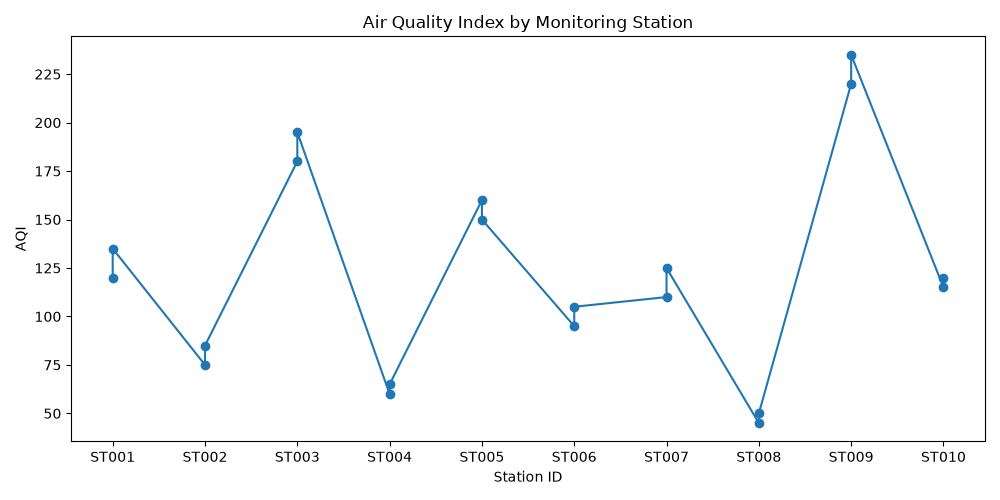 Air Quality Index by Monitoring Station
225
200
175
150
125
100
75
50
AQI
ST001 ST002 ST003 ST004 ST005 ST006 ST007 ST008 ST009 ST010
Station ID